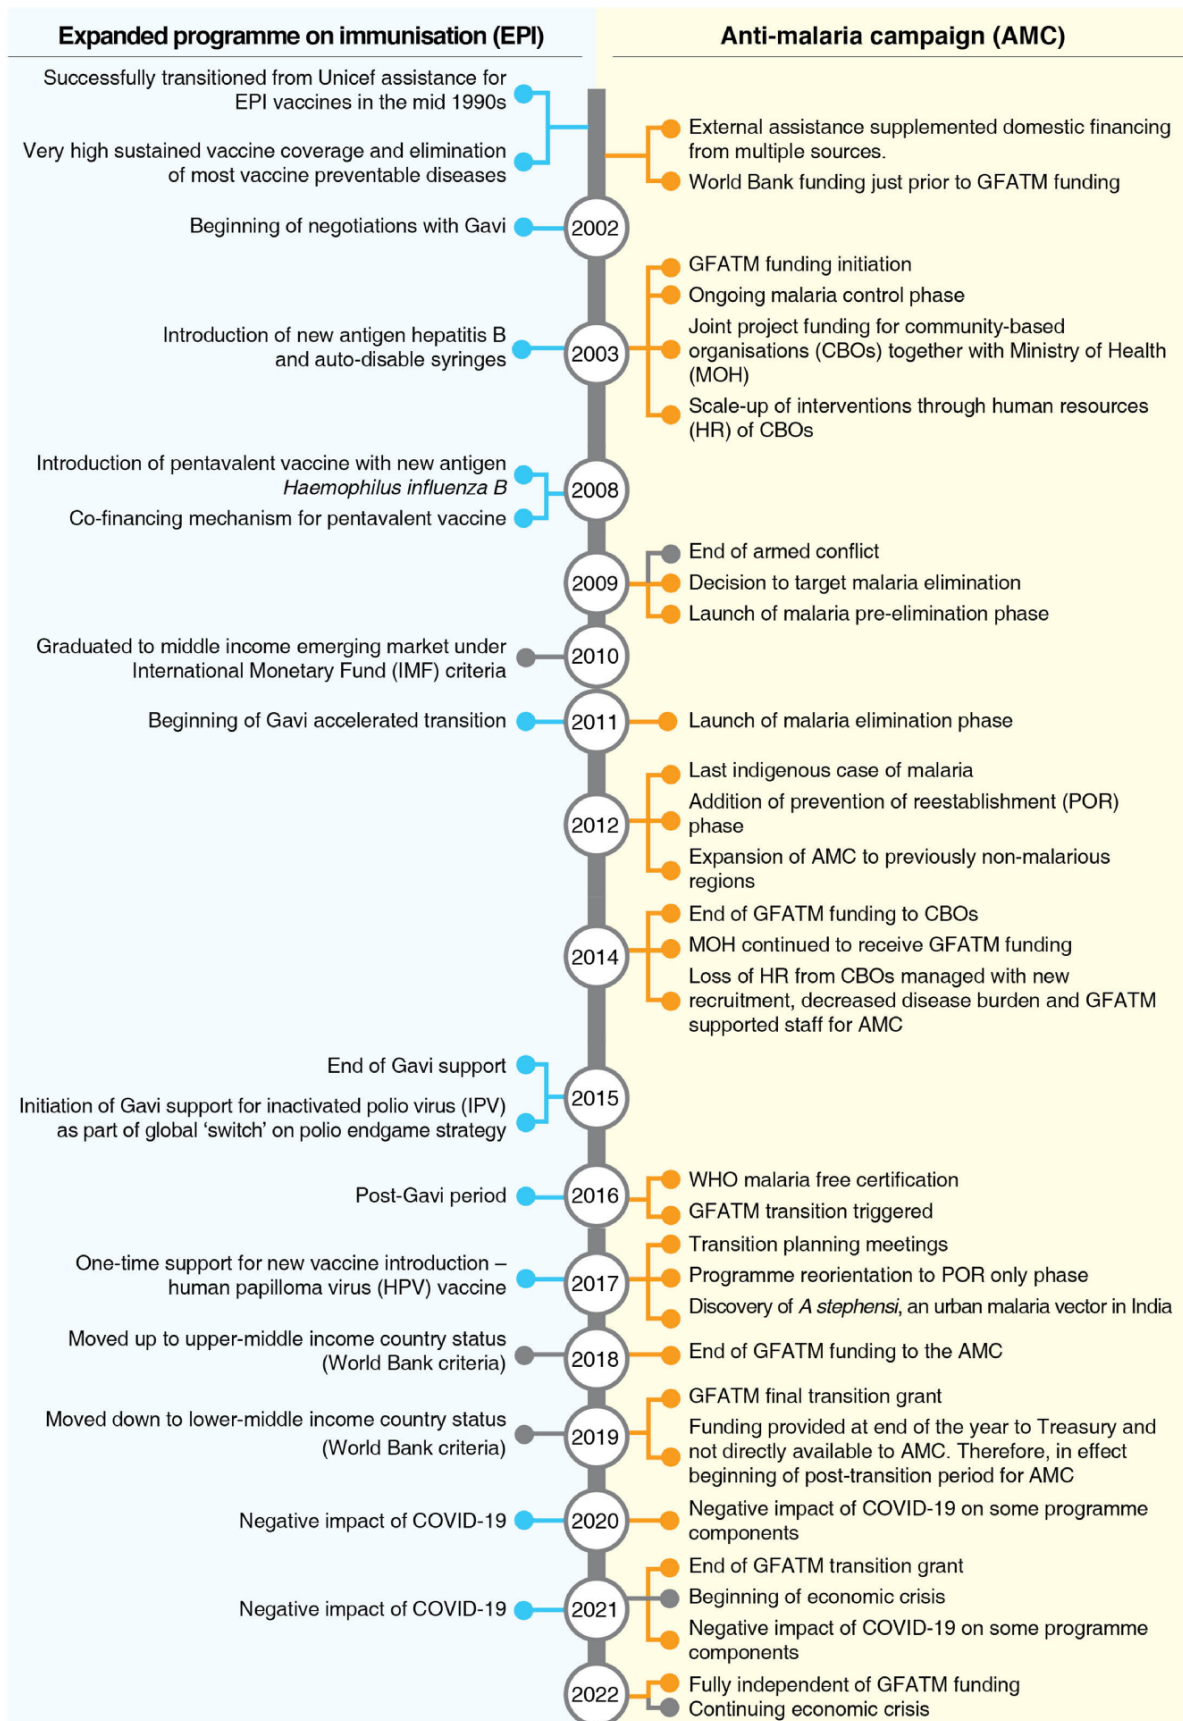 Expanded programme on immunisation (EPI)
Anti-malaria campaign (AMC)
Successfully transitioned from Unicef assistance for
EPI vaccines in the mid 1990s
Very high sustained vaccine coverage and elimination
of most vaccine preventable diseases
External assistance supplemented domestic financing
from multiple sources.
World Bank funding just prior to GFATM funding
Beginning of negotiations with Gavi
2002
Introduction of new antigen hepatitis B
and auto-disable syringes
2003
GFATM funding initiation
Ongoing malaria control phase
Joint project funding for community-based
organisations (CBOs) together with Ministry of Health
(MOH)
Scale-up of interventions through human resources
(HR) of CBOs
Introduction of pentavalent vaccine with new antigen
Haemophilus influenza B
Co-financing mechanism for pentavalent vaccine
2008
2009
End of armed conflict
Decision to target malaria elimination
Launch of malaria pre-elimination phase
Graduated to middle income emerging market under
International Monetary Fund (IMF) criteria
2010
Beginning of Gavi accelerated transition
2011
Launch of malaria elimination phase
2012
Last indigenous case of malaria
Addition of prevention of reestablishment (POR)
phase
Expansion of AMC to previously non-malarious
regions
2014
End of GFATM funding to CBOs
MOH continued to receive GFATM funding
Loss of HR from CBOs managed with new
recruitment, decreased disease burden and GFATM
supported staff for AMC
End of Gavi support
Initiation of Gavi support for inactivated polio virus (IPV)
as part of global ‘switch’ on polio endgame strategy
2015
Post-Gavi period
2016
WHO malaria free certification
GFATM transition triggered
One-time support for new vaccine introduction –
human papilloma virus (HPV) vaccine
2017
Transition planning meetings
Programme reorientation to POR only phase
Discovery of A stephensi, an urban malaria vector in India
Moved up to upper-middle income country status
(World Bank criteria)
2018
End of GFATM funding to the AMC
Moved down to lower-middle income country status
(World Bank criteria)
2019
GFATM final transition grant
Funding provided at end of the year to Treasury and
not directly available to AMC. Therefore, in effect
beginning of post-transition period for AMC
Negative impact of COVID-19
2020
Negative impact of COVID-19 on some programme
components
Negative impact of COVID-19
2021
End of GFATM transition grant
Beginning of economic crisis
Negative impact of COVID-19 on some programme
components
2022
Fully independent of GFATM funding
Continuing economic crisis